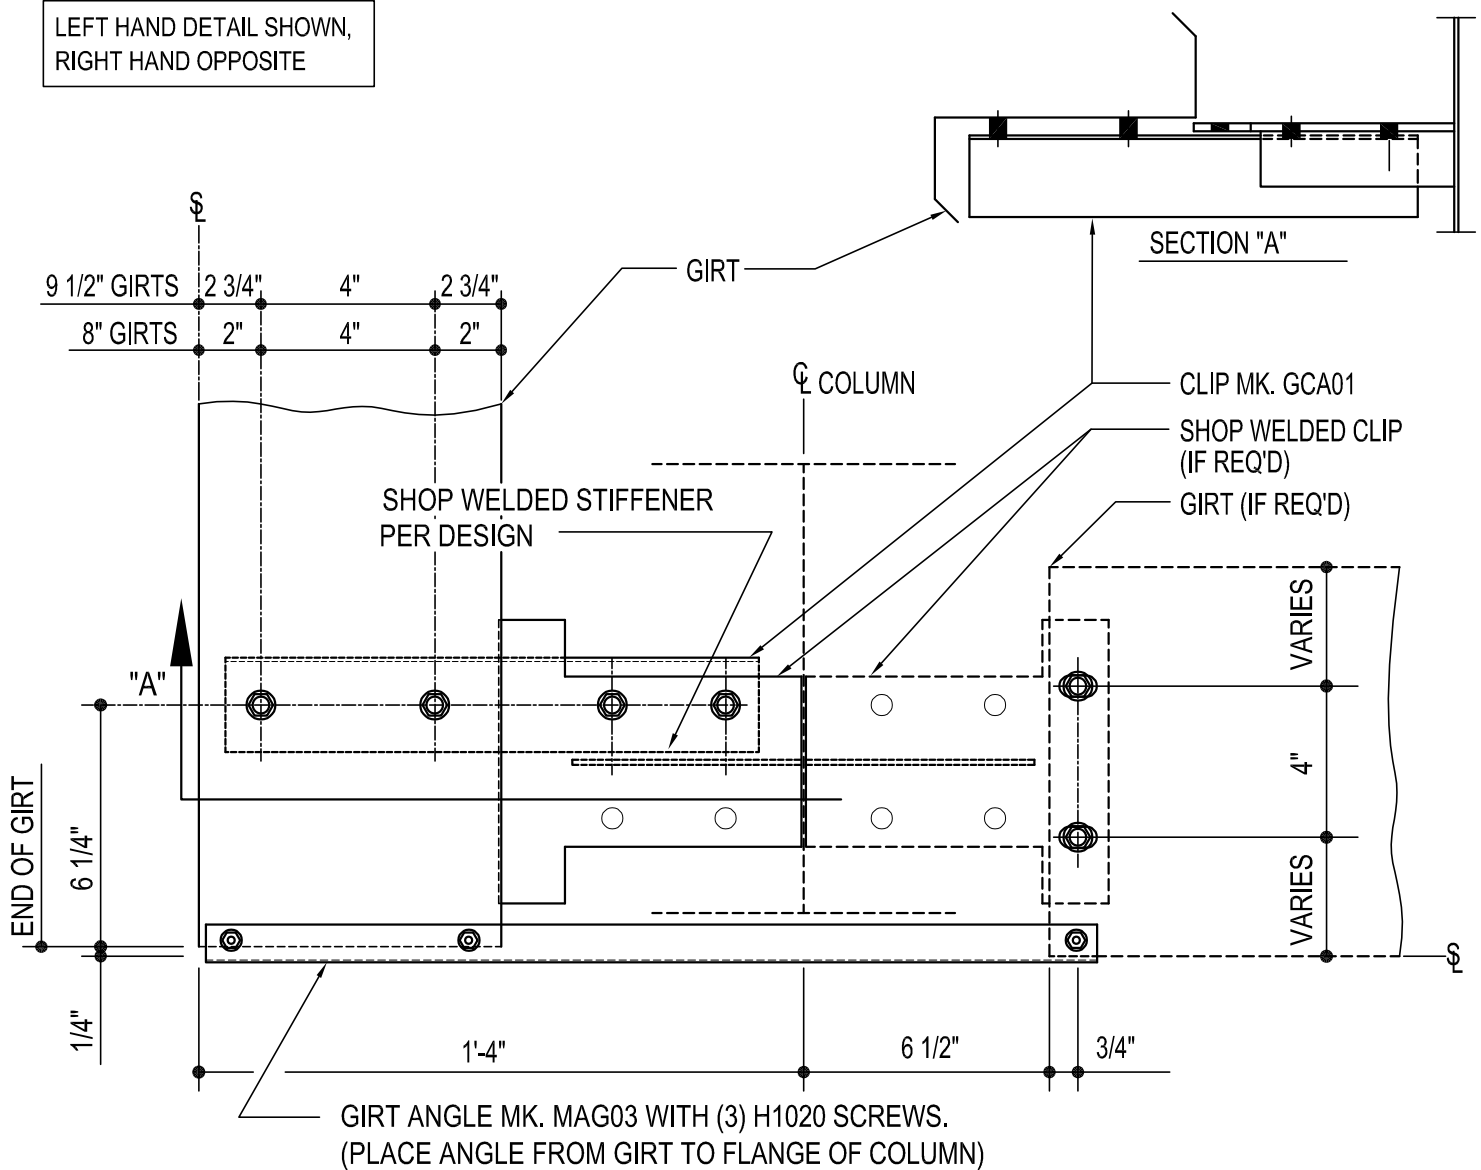 LEFT HAND DETAIL SHOWN,
RIGHT HAND OPPOSITE
SECTION "A"
GIRT
9 1/2" GIRTS 2 3/4" 4" 2 3/4"
8" GIRTS 2" 4" 2"
℄ COLUMN
CLIP MK. GCA01
SHOP WELDED CLIP
(IF REQ'D)
GIRT (IF REQ'D)
SHOP WELDED STIFFENER
PER DESIGN
"A"
VARIES
4"
VARIES
END OF GIRT
6 1/4"
1/4"
1'-4"
6 1/2"
3/4"
GIRT ANGLE MK. MAG03 WITH (3) H1020 SCREWS.
(PLACE ANGLE FROM GIRT TO FLANGE OF COLUMN)